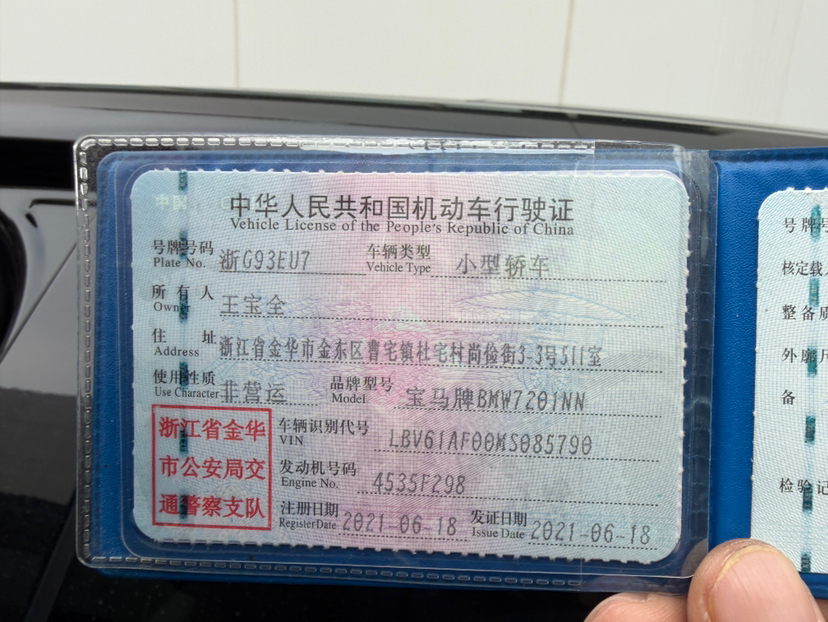 中华人民共和国机动车行驶证
Vehicle License of the People's Republic of China
号牌号码 浙G93EU7 车辆类型 小型轿车
Plate No. Vehicle Type
所有人 王宝全
Owner
住址 浙江省金华市金东区曹宅镇杜宅村尚俭街3-3号511室
Address
使用性质 非营运 品牌型号 宝马牌BMW7201NN
Use Character Model
浙江省金华
市公安局交
通警察支队
车辆识别代号 LBV61AF00MS085790
VIN
发动机号码 4535F298
Engine No.
注册日期 2021-06-18 发证日期 2021-06-18
Register Date Issue Date
号牌号
核定载
整备质
外廓尺
备
检验记